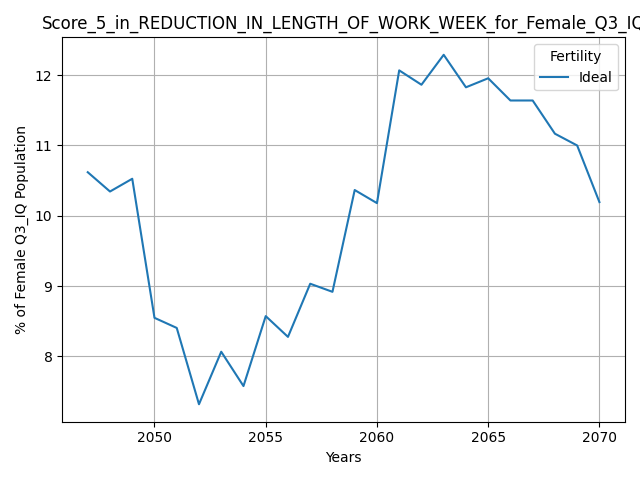 Score_5_in_REDUCTION_IN_LENGTH_OF_WORK_WEEK_for_Female_Q3_IQ
Fertility
Ideal
% of Female Q3_IQ Population
12
11
10
9
8
2050 2055 2060 2065 2070
Years